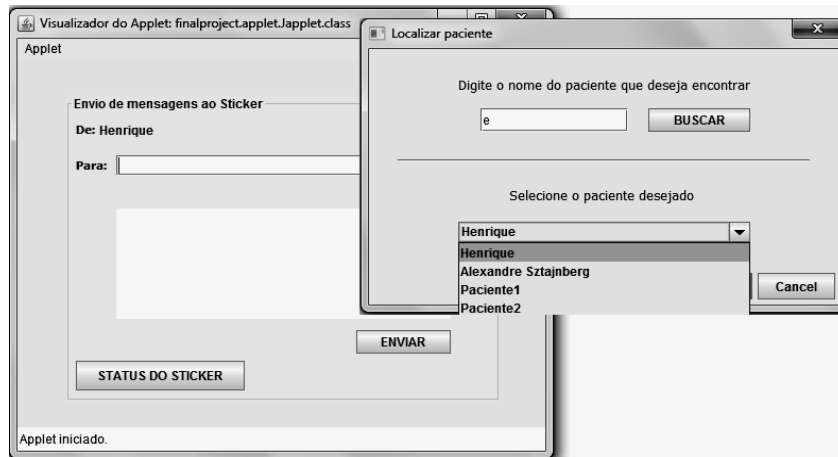 Visualizador do Applet: finalproject.applet.Japplet.class
Applet
Envio de mensagens ao Sticker
De: Henrique
Para:
ENVIAR
STATUS DO STICKER
Applet iniciado.
Localizar paciente
Digite o nome do paciente que deseja encontrar
e
BUSCAR
Selecione o paciente desejado
Henrique
Henrique
Alexandre Sztajnberg
Paciente1
Paciente2
Cancel